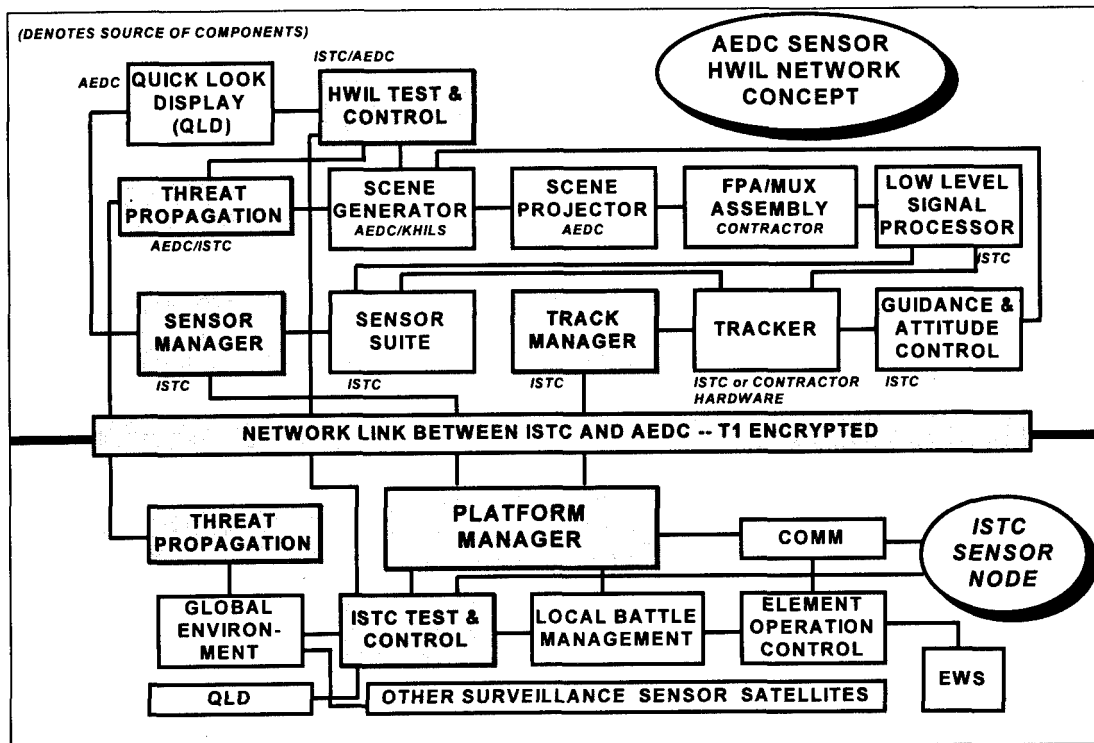 (DENOTES SOURCE OF COMPONENTS)
AEDC SENSOR
HWIL NETWORK
CONCEPT
AEDC
QUICK LOOK
DISPLAY
(QLD)
ISTC/AEDC
HWIL TEST &
CONTROL
THREAT
PROPAGATION
AEDC/ISTC
SCENE
GENERATOR
AEDC/KHILS
SCENE
PROJECTOR
AEDC
FPA/MUX
ASSEMBLY
CONTRACTOR
LOW LEVEL
SIGNAL
PROCESSOR
ISTC
SENSOR
MANAGER
ISTC
SENSOR
SUITE
ISTC
TRACK
MANAGER
ISTC
TRACKER
ISTC or CONTRACTOR
HARDWARE
GUIDANCE &
ATTITUDE
CONTROL
ISTC
NETWORK LINK BETWEEN ISTC AND AEDC -- T1 ENCRYPTED
THREAT
PROPAGATION
PLATFORM
MANAGER
COMM
ISTC
SENSOR
NODE
GLOBAL
ENVIRON-
MENT
ISTC TEST &
CONTROL
LOCAL BATTLE
MANAGEMENT
ELEMENT
OPERATION
CONTROL
EWS
QLD
OTHER SURVEILLANCE SENSOR SATELLITES